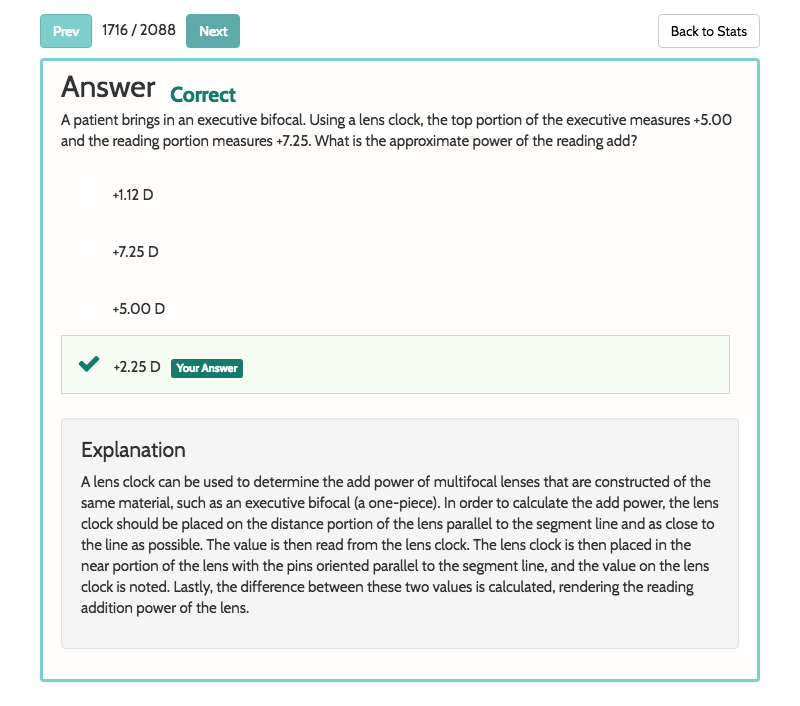 Prev 1716 / 2088 Next Back to Stats
Answer Correct
A patient brings in an executive bifocal. Using a lens clock, the top portion of the executive measures +5.00
and the reading portion measures +7.25. What is the approximate power of the reading add?
+1.12 D
+7.25 D
+5.00 D
+2.25 D Your Answer
Explanation
A lens clock can be used to determine the add power of multifocal lenses that are constructed of the
same material, such as an executive bifocal (a one-piece). In order to calculate the add power, the lens
clock should be placed on the distance portion of the lens parallel to the segment line and as close to
the line as possible. The value is then read from the lens clock. The lens clock is then placed in the
near portion of the lens with the pins oriented parallel to the segment line, and the value on the lens
clock is noted. Lastly, the difference between these two values is calculated, rendering the reading
addition power of the lens.